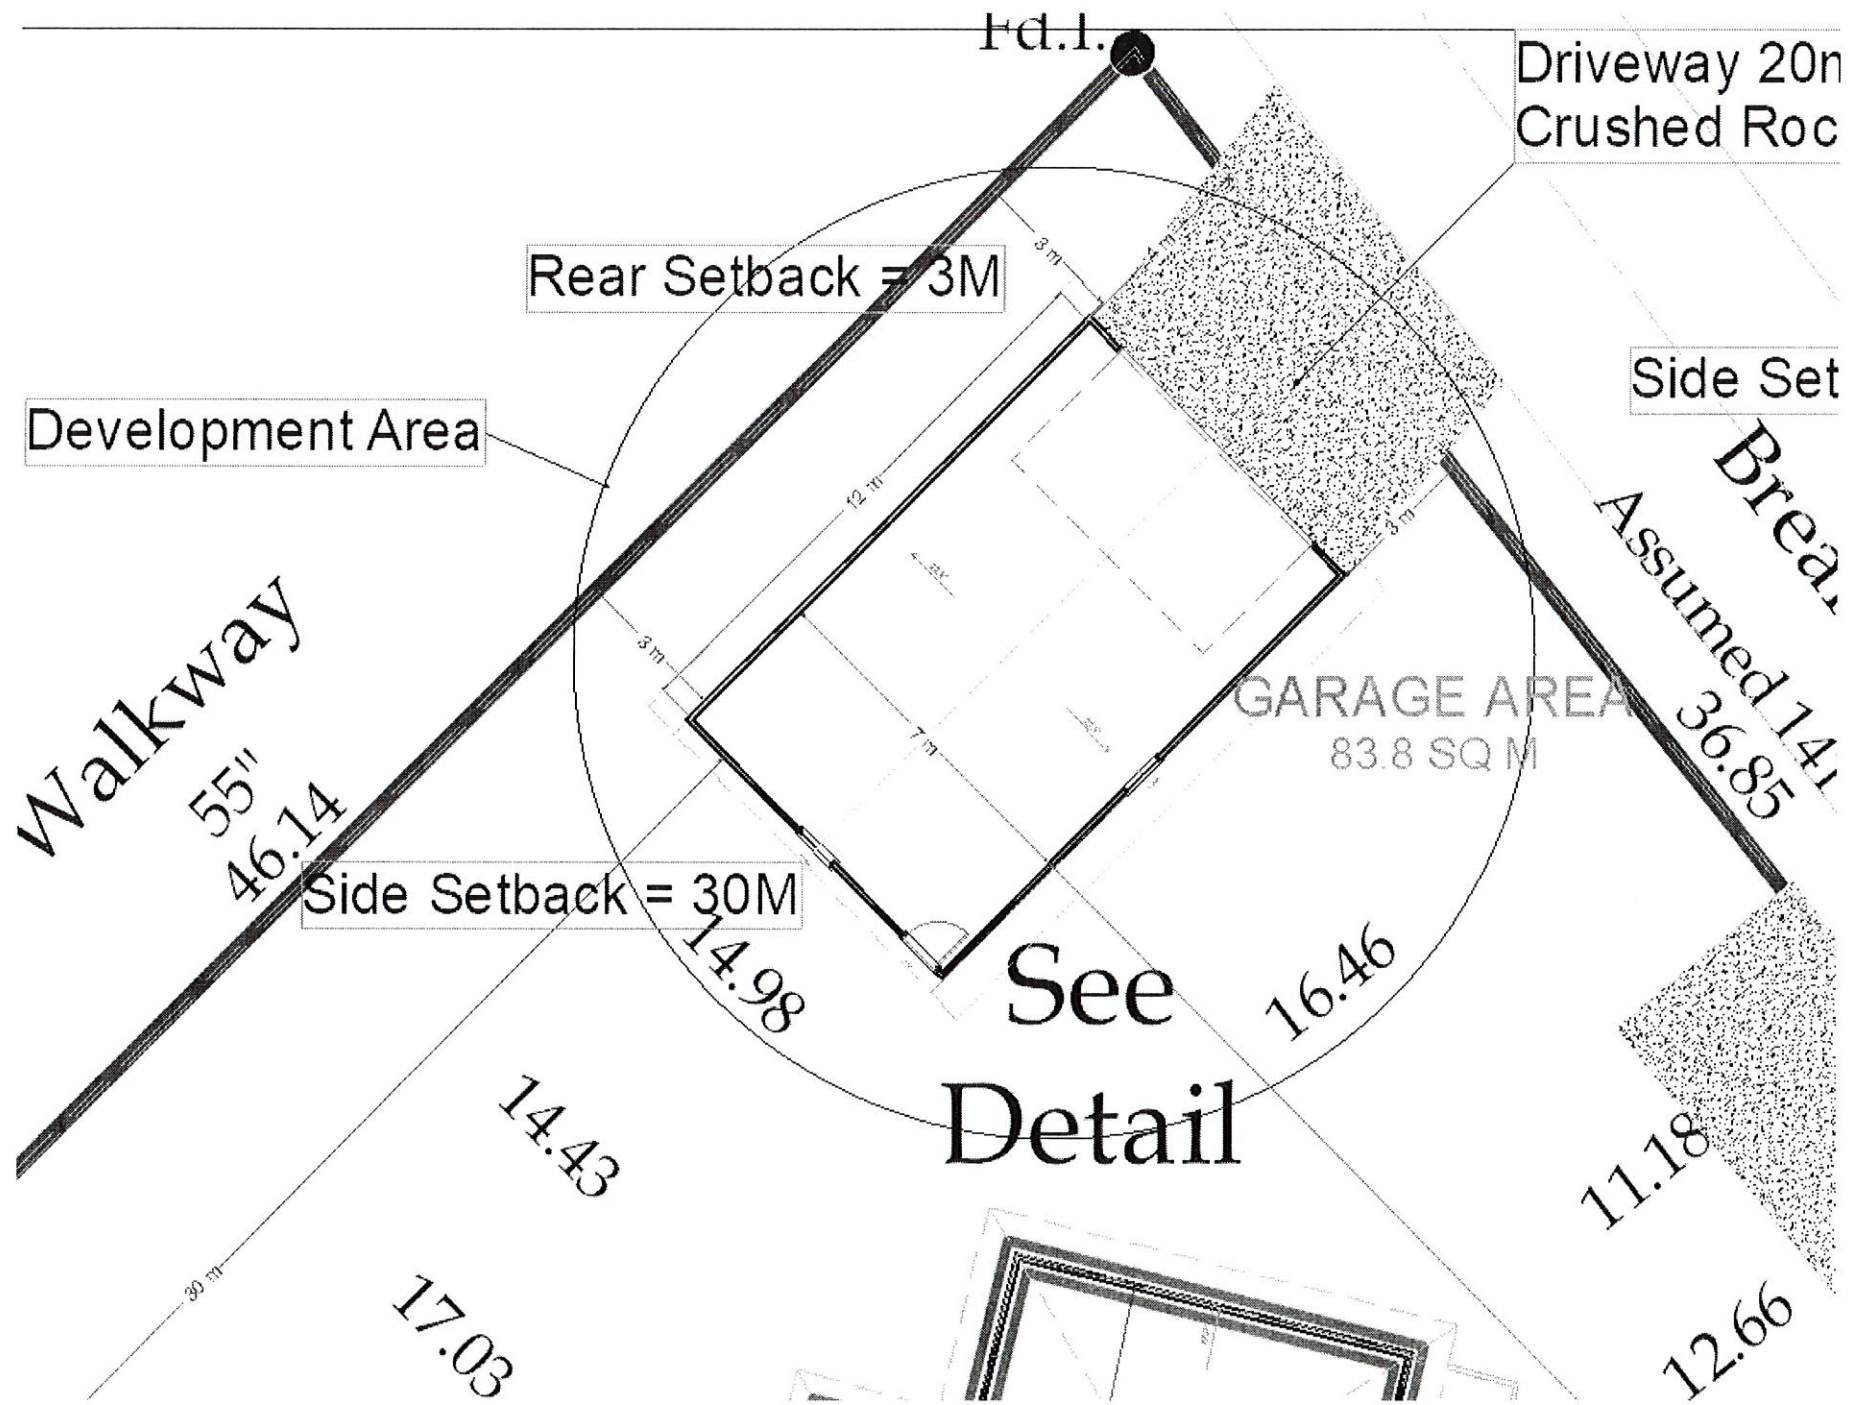 Fd.I.
Driveway 20m
Crushed Roc
3 m
4 m
Rear Setback = 3M
Side Set
Development Area
Brea
12 m
3 m
Assumed 141
Walkway
3 m
GARAGE AREA
83.8 SQ M
36.85
7 m
55"
46.14
Side Setback = 30M
14.98
See
Detail
16.46
14.43
11.18
30 m
17.03
12.66